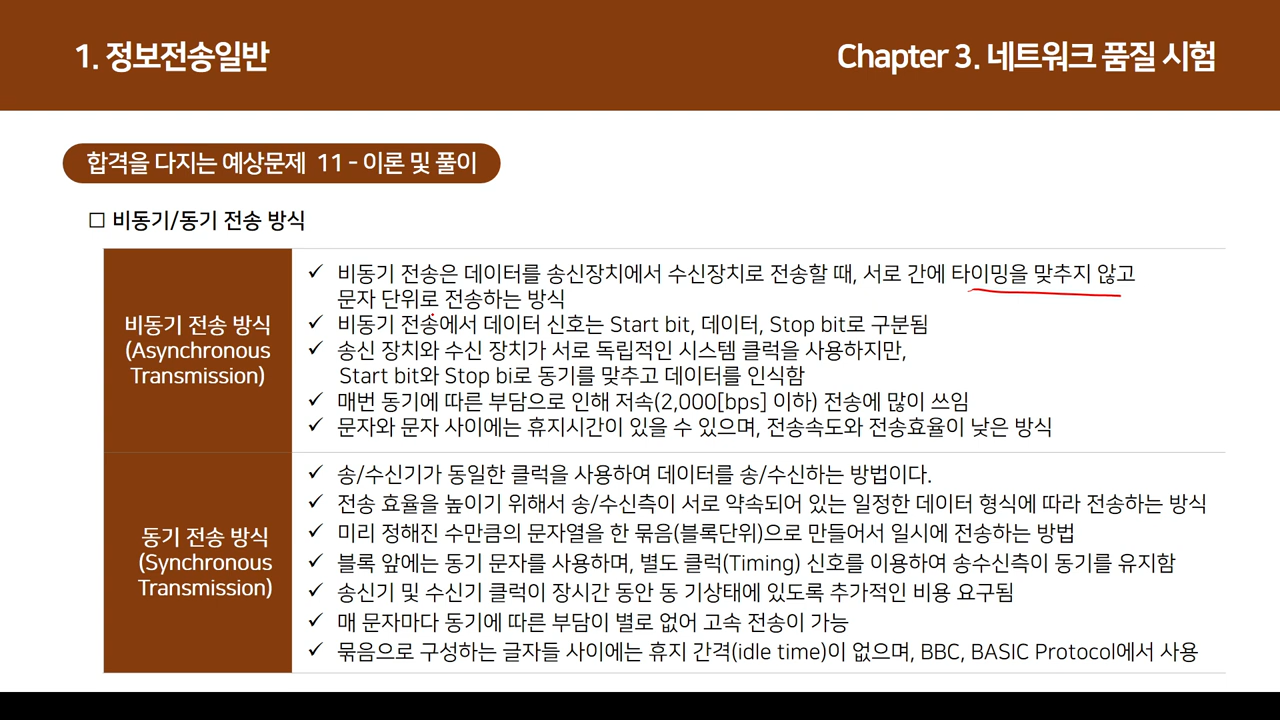 1. 정보전송일반
Chapter 3. 네트워크 품질 시험
합격을 다지는 예상문제 11 - 이론 및 풀이
□ 비동기/동기 전송 방식
비동기 전송 방식
(Asynchronous
Transmission)
✓ 비동기 전송은 데이터를 송신장치에서 수신장치로 전송할 때, 서로 간에 타이밍을 맞추지 않고
문자 단위로 전송하는 방식
✓ 비동기 전송에서 데이터 신호는 Start bit, 데이터, Stop bit로 구분됨
✓ 송신 장치와 수신 장치가 서로 독립적인 시스템 클럭을 사용하지만,
Start bit와 Stop bi로 동기를 맞추고 데이터를 인식함
✓ 매번 동기에 따른 부담으로 인해 저속(2,000[bps] 이하) 전송에 많이 쓰임
✓ 문자와 문자 사이에는 휴지시간이 있을 수 있으며, 전송속도와 전송효율이 낮은 방식
동기 전송 방식
(Synchronous
Transmission)
✓ 송/수신기가 동일한 클럭을 사용하여 데이터를 송/수신하는 방법이다.
✓ 전송 효율을 높이기 위해서 송/수신측이 서로 약속되어 있는 일정한 데이터 형식에 따라 전송하는 방식
✓ 미리 정해진 수만큼의 문자열을 한 묶음(블록단위)으로 만들어서 일시에 전송하는 방법
✓ 블록 앞에는 동기 문자를 사용하며, 별도 클럭(Timing) 신호를 이용하여 송수신측이 동기를 유지함
✓ 송신기 및 수신기 클럭이 장시간 동안 동 기상태에 있도록 추가적인 비용 요구됨
✓ 매 문자마다 동기에 따른 부담이 별로 없어 고속 전송이 가능
✓ 묶음으로 구성하는 글자들 사이에는 휴지 간격(idle time)이 없으며, BBC, BASIC Protocol에서 사용